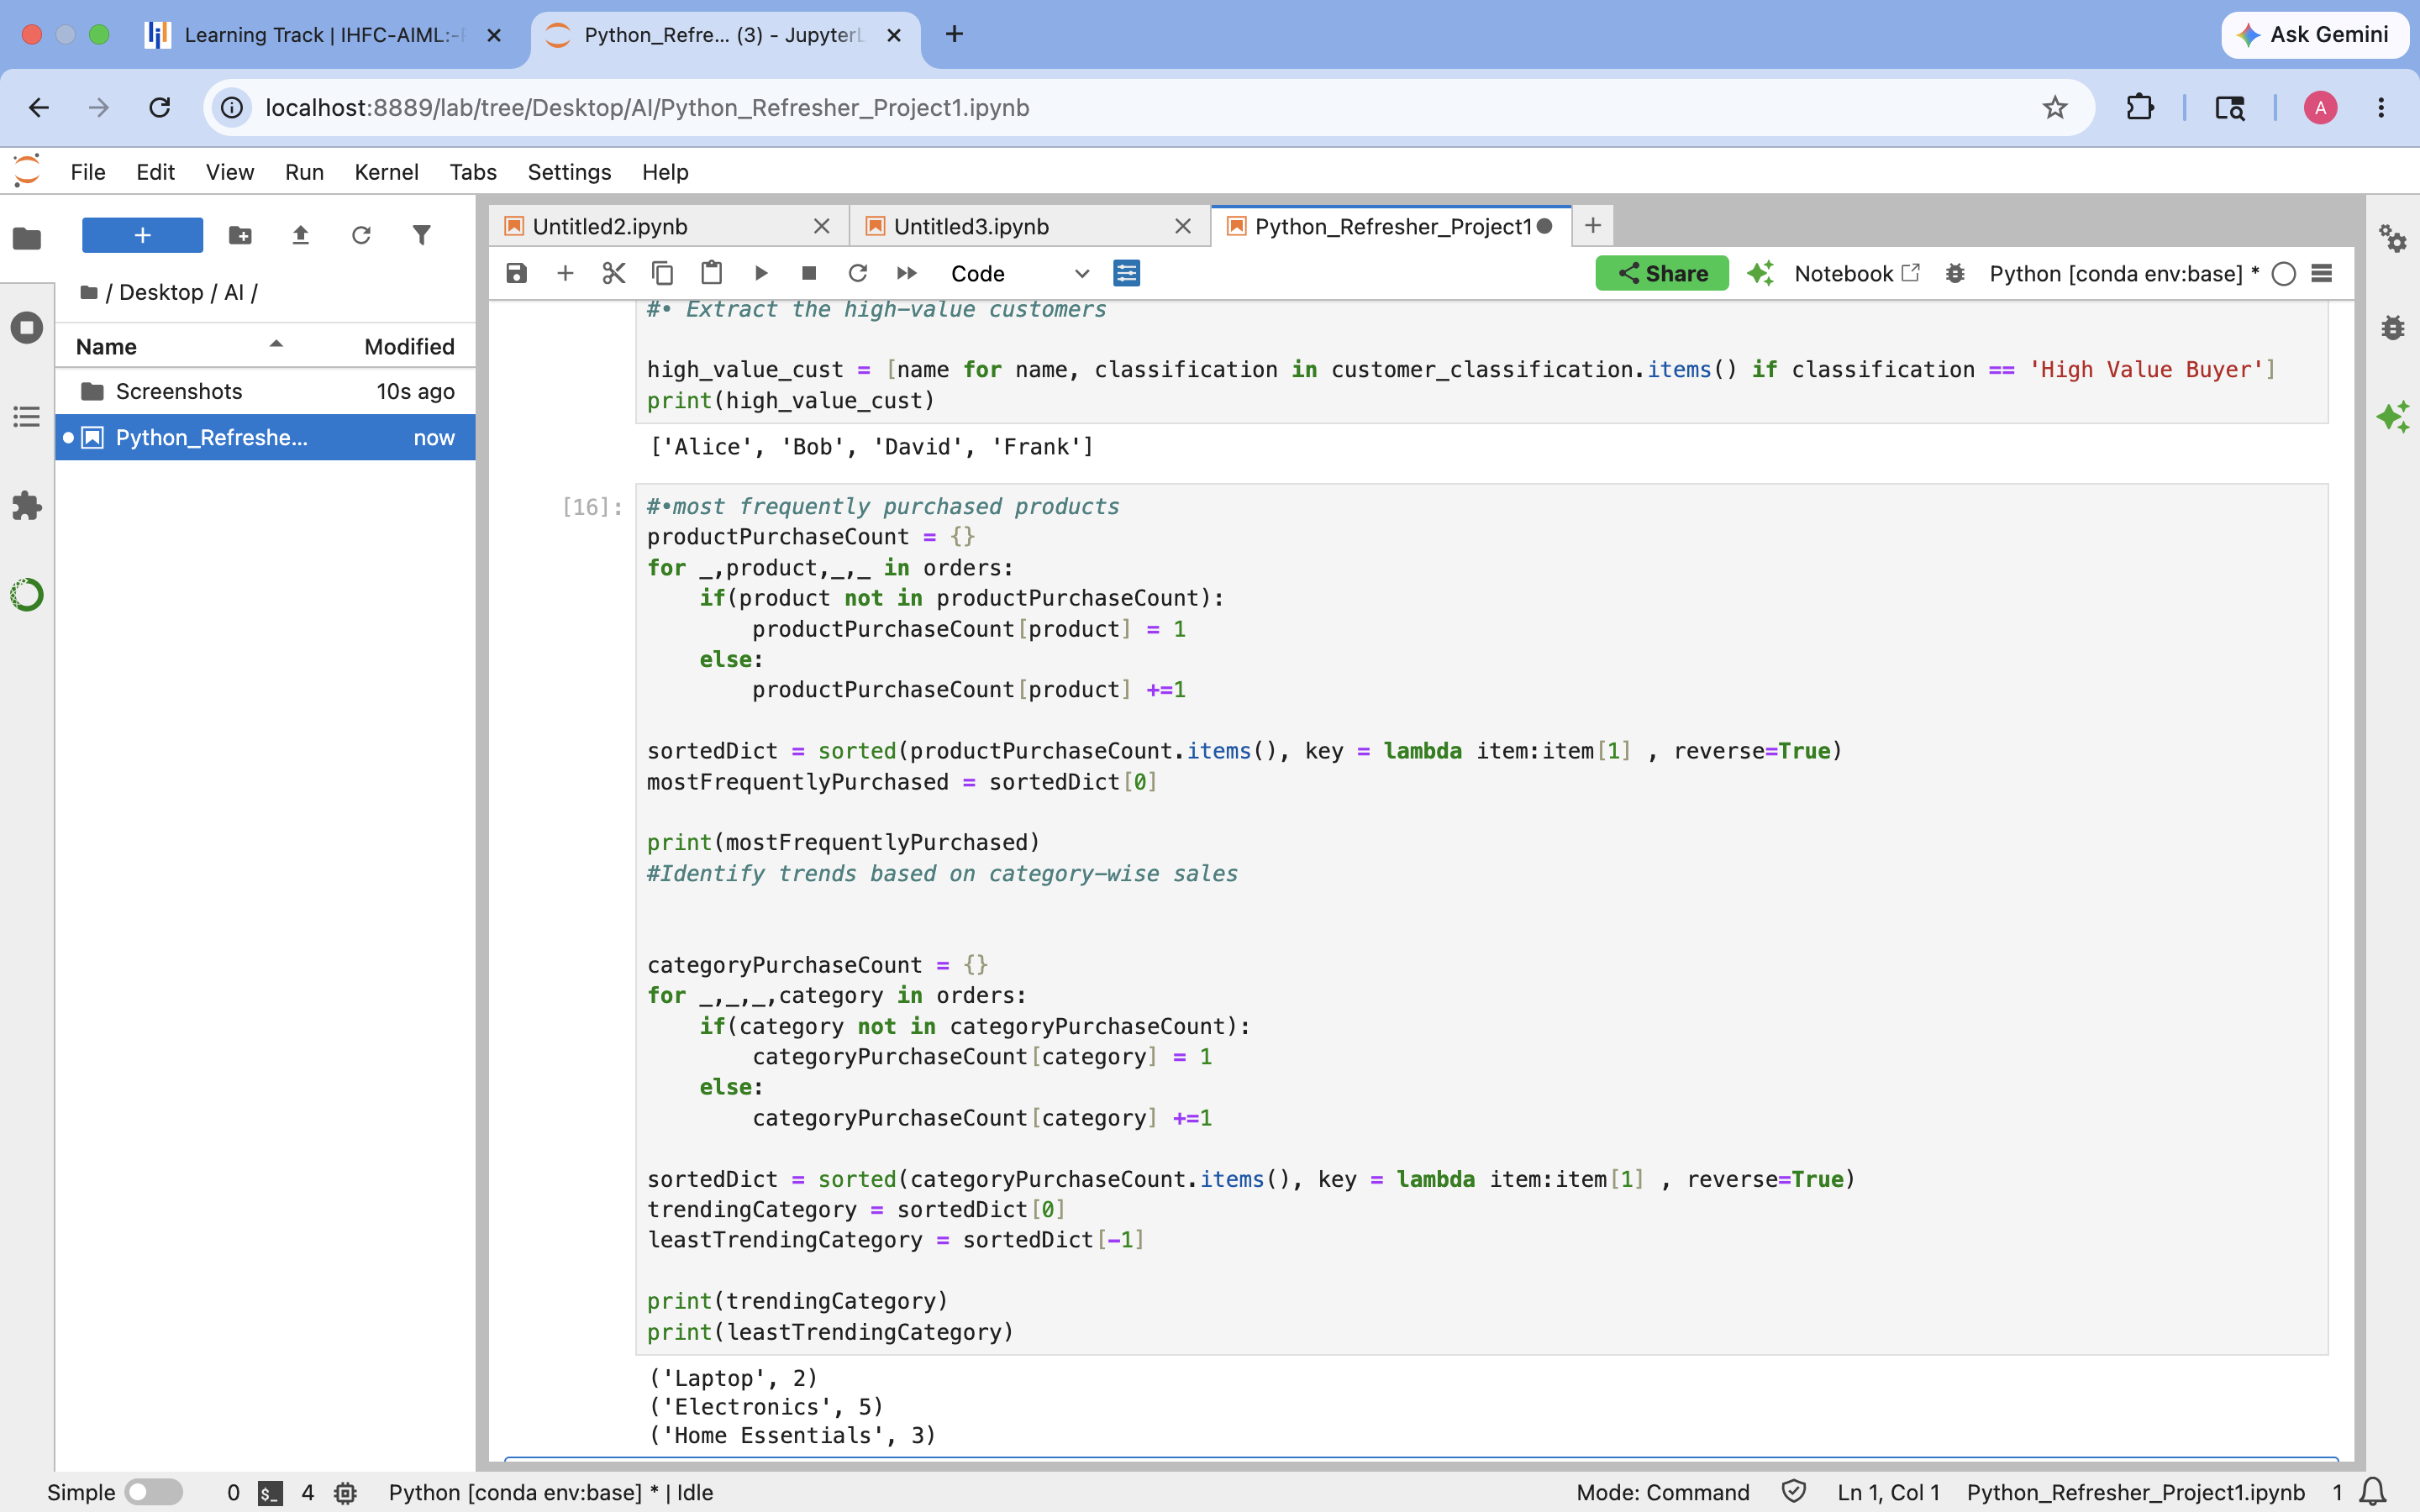 Learning Track | IHFC-AIML:-
Python_Refre... (3) - Jupyter
Ask Gemini
localhost:8889/lab/tree/Desktop/AI/Python_Refresher_Project1.ipynb
A
File Edit View Run Kernel Tabs Settings Help
Untitled2.ipynb
Untitled3.ipynb
Python_Refresher_Project1
Code
Share
Notebook
Python [conda env:base] *
/ Desktop / AI /
Name Modified
Screenshots 10s ago
Python_Refreshe... now
#• Extract the high-value customers
high_value_cust = [name for name, classification in customer_classification.items() if classification == 'High Value Buyer']
print(high_value_cust)
['Alice', 'Bob', 'David', 'Frank']
[16]:
#•most frequently purchased products
productPurchaseCount = {}
for _,product,_,_ in orders:
    if(product not in productPurchaseCount):
        productPurchaseCount[product] = 1
    else:
        productPurchaseCount[product] +=1
sortedDict = sorted(productPurchaseCount.items(), key = lambda item:item[1] , reverse=True)
mostFrequentlyPurchased = sortedDict[0]
print(mostFrequentlyPurchased)
#Identify trends based on category-wise sales
categoryPurchaseCount = {}
for _,_,_,category in orders:
    if(category not in categoryPurchaseCount):
        categoryPurchaseCount[category] = 1
    else:
        categoryPurchaseCount[category] +=1
sortedDict = sorted(categoryPurchaseCount.items(), key = lambda item:item[1] , reverse=True)
trendingCategory = sortedDict[0]
leastTrendingCategory = sortedDict[-1]
print(trendingCategory)
print(leastTrendingCategory)
('Laptop', 2)
('Electronics', 5)
('Home Essentials', 3)
Simple 0 $_ 4 Python [conda env:base] * | Idle
Mode: Command Ln 1, Col 1 Python_Refresher_Project1.ipynb 1